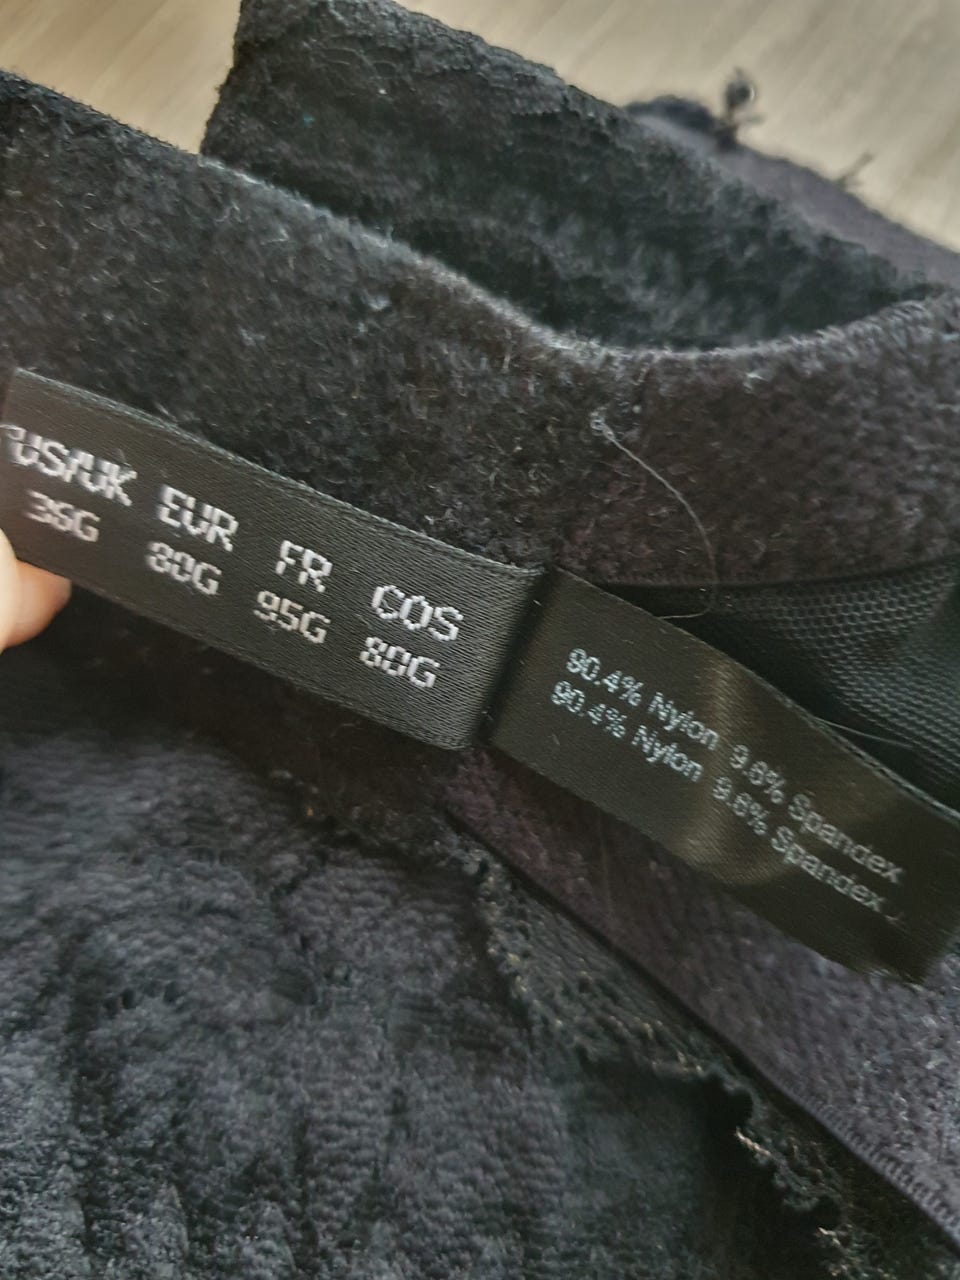 US/UK EUR FR COS
36G 80G 95G 80G
90.4% Nylon 9.6% Spandex
90.4% Nylon 9.6% Spandex